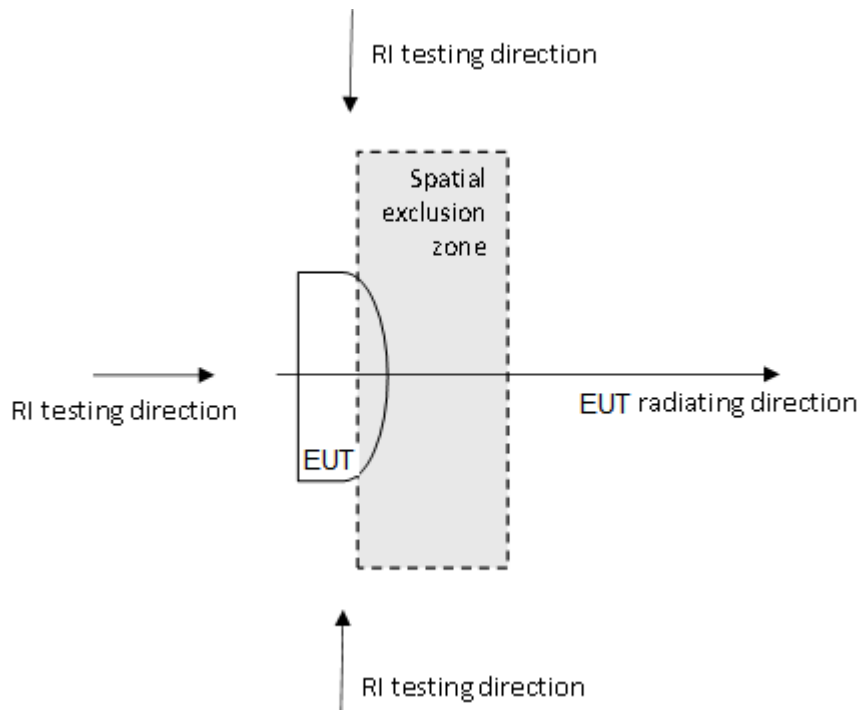 RI testing direction
Spatial
exclusion
zone
RI testing direction
EUT radiating direction
EUT
RI testing direction